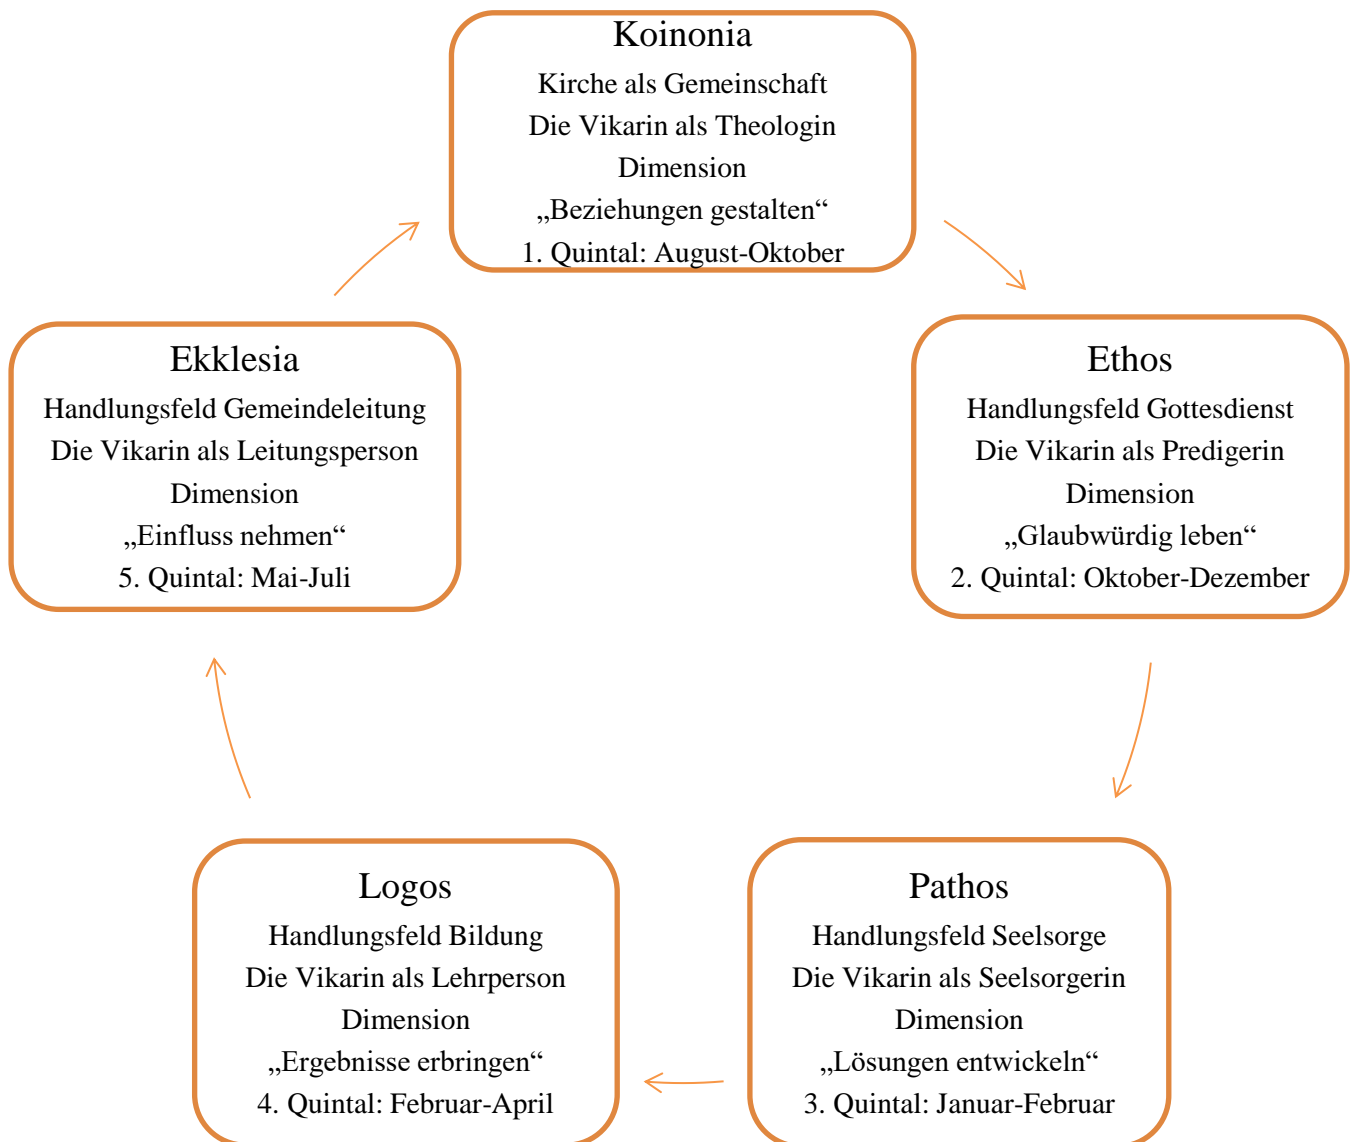 Koinonia
Kirche als Gemeinschaft
Die Vikarin als Theologin
Dimension
„Beziehungen gestalten“
1. Quintal: August-Oktober
Ethos
Handlungsfeld Gottesdienst
Die Vikarin als Predigerin
Dimension
„Glaubwürdig leben“
2. Quintal: Oktober-Dezember
Pathos
Handlungsfeld Seelsorge
Die Vikarin als Seelsorgerin
Dimension
„Lösungen entwickeln“
3. Quintal: Januar-Februar
Logos
Handlungsfeld Bildung
Die Vikarin als Lehrperson
Dimension
„Ergebnisse erbringen“
4. Quintal: Februar-April
Ekklesia
Handlungsfeld Gemeindeleitung
Die Vikarin als Leitungsperson
Dimension
„Einfluss nehmen“
5. Quintal: Mai-Juli